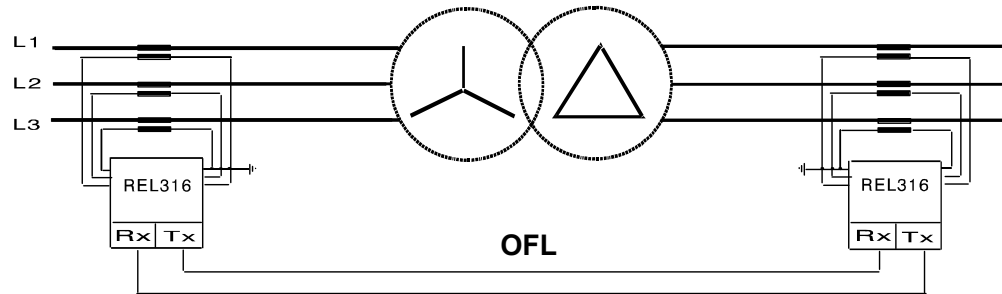 L1
L2
L3
REL316
Rx Tx
OFL
REL316
Rx Tx